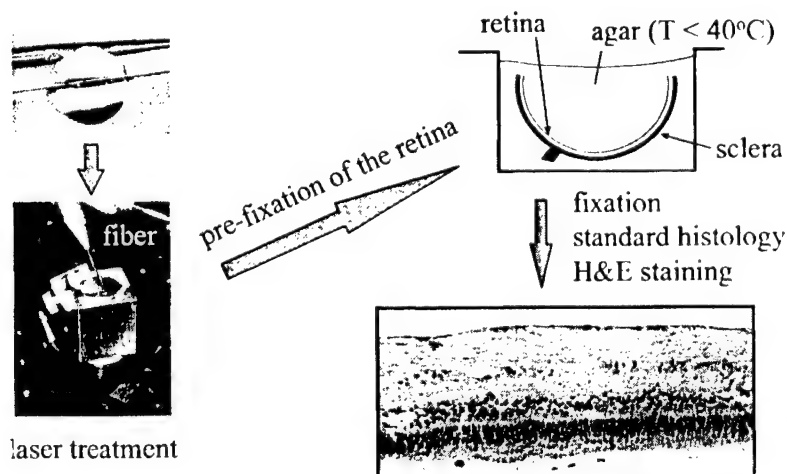 retina
agar (T < 40°C)
sclera
pre-fixation of the retina
fiber
fixation
standard histology
H&E staining
laser treatment